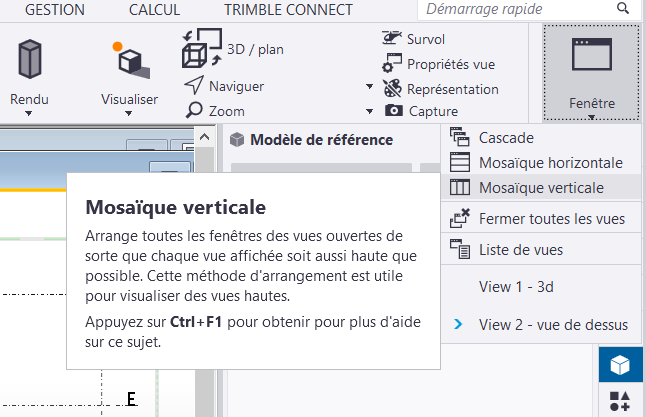 GESTION CALCUL TRIMBLE CONNECT Démarrage rapide
3D / plan
Survol
Propriétés vue
Rendu Visualiser Naviguer Représentation Fenêtre
Zoom Capture
Modèle de référence
Cascade
Mosaïque horizontale
Mosaïque verticale
Fermer toutes les vues
Liste de vues
View 1 - 3d
View 2 - vue de dessus
Mosaïque verticale
Arrange toutes les fenêtres des vues ouvertes de
sorte que chaque vue affichée soit aussi haute que
possible. Cette méthode d'arrangement est utile
pour visualiser des vues hautes.
Appuyez sur Ctrl+F1 pour obtenir pour plus d'aide
sur ce sujet.
E